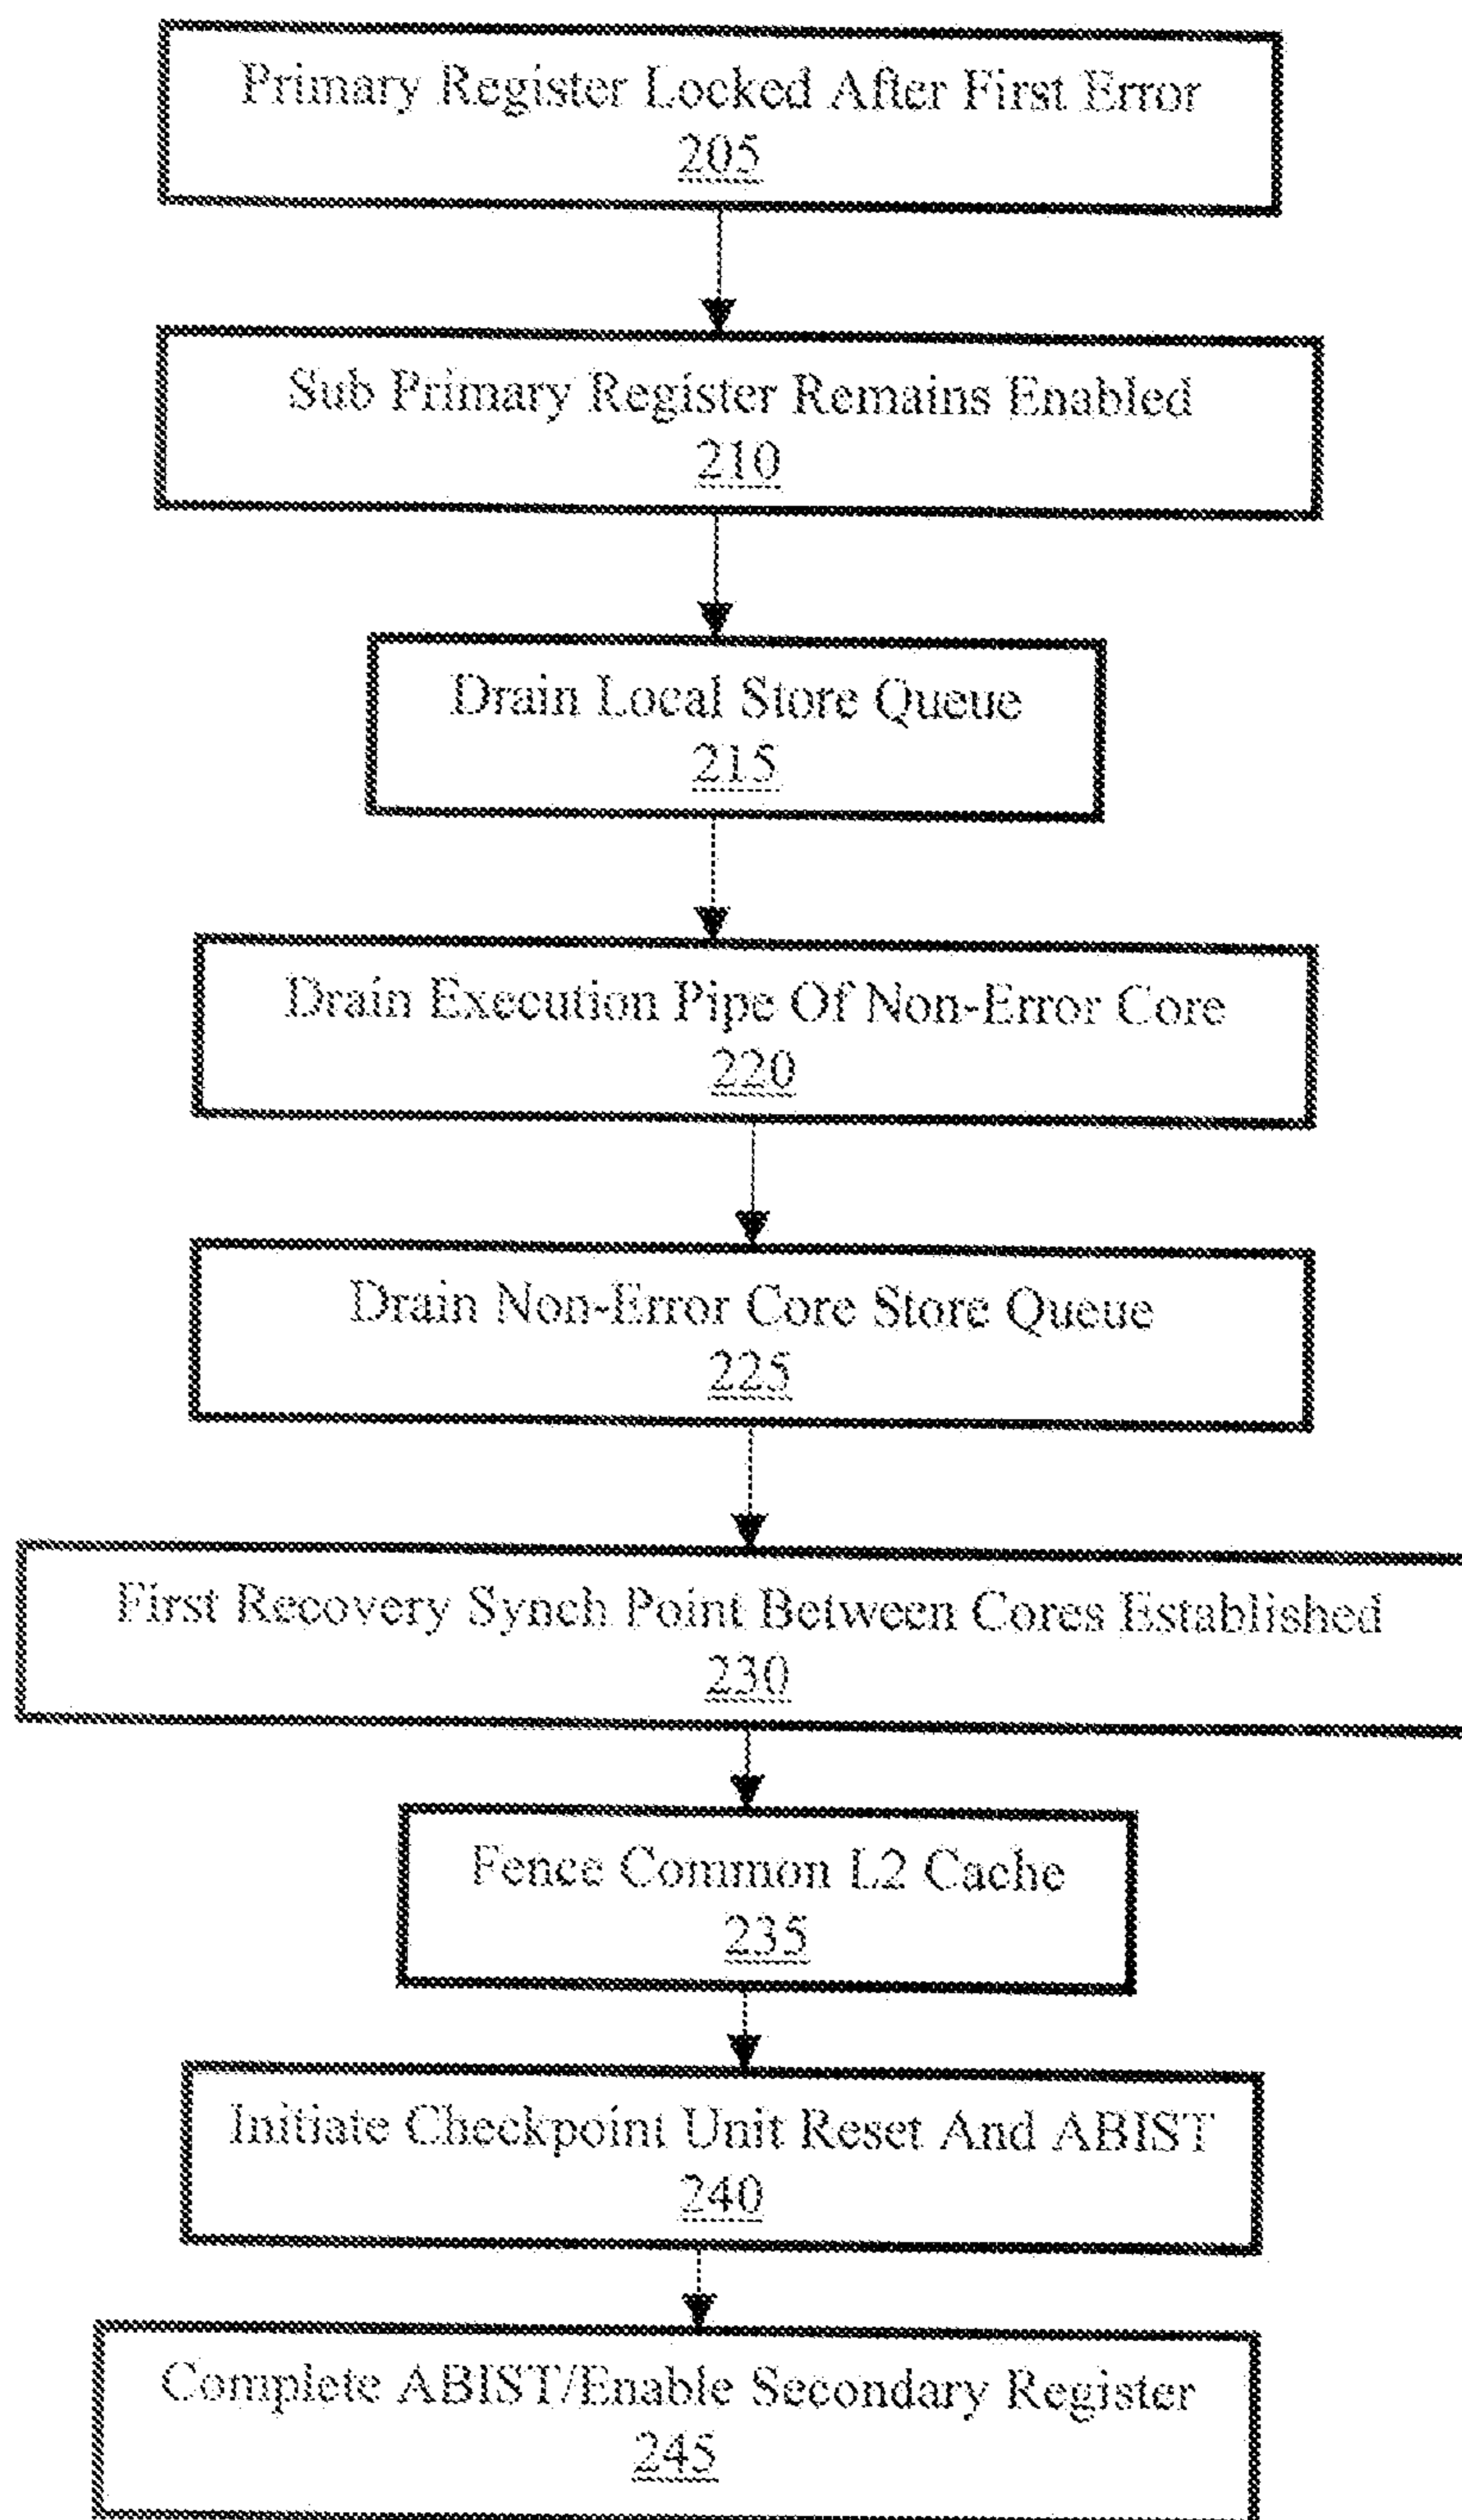 Primary Register Locked After First Error
205
Sub Primary Register Remains Enabled
210
Drain Local Store Queue
215
Drain Execution Pipe Of Non-Error Core
220
Drain Non-Error Core Store Queue
225
First Recovery Synch Point Between Cores Established
230
Fence Common L2 Cache
235
Initiate Checkpoint Unit Reset And ABIST
240
Complete ABIST/Enable Secondary Register
245